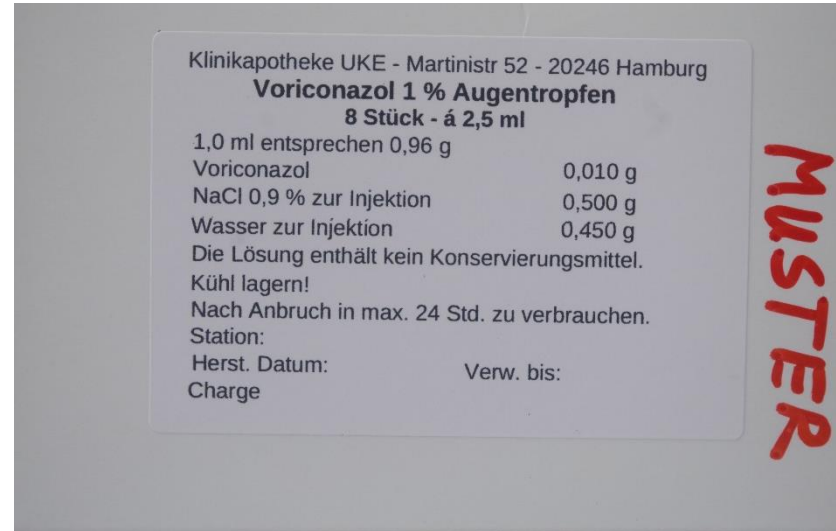 Klinikapotheke UKE - Martinistr 52 - 20246 Hamburg
Voriconazol 1 % Augentropfen
8 Stück - á 2,5 ml
1,0 ml entsprechen 0,96 g
Voriconazol 0,010 g
NaCl 0,9 % zur Injektion 0,500 g
Wasser zur Injektion 0,450 g
Die Lösung enthält kein Konservierungsmittel.
Kühl lagern!
Nach Anbruch in max. 24 Std. zu verbrauchen.
Station:
Herst. Datum: Verw. bis:
Charge
MUSTER